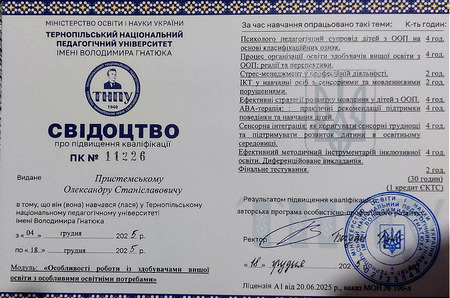 МІНІСТЕРСТВО ОСВІТИ І НАУКИ УКРАЇНИ
ТЕРНОПІЛЬСЬКИЙ НАЦІОНАЛЬНИЙ
ПЕДАГОГІЧНИЙ УНІВЕРСИТЕТ
ІМЕНІ ВОЛОДИМИРА ГНАТЮКА
ТНПУ
1940
СВІДОЦТВО
про підвищення кваліфікації
ПК № 11226
Видане Пристемському
Олександру Станіславовичу
в тому, що він (вона) навчався (лася) у Тернопільському
національному педагогічному університеті
імені Володимира Гнатюка
з «04» грудня 2025 р.
по «18» грудня 2025 р.
Модуль: «Особливості роботи із здобувачами вищої
освіти з особливими освітніми потребами»
За час навчання опрацьовано такі теми: К-ть годин:
Психолого педагогічний супровід дітей з ООП на 4 год.
основі класифікаційних ознак.
Процес організації освіти здобувачів вищої освіти з 4 год.
ООП: реалії та перспективи.
Стрес-менеджмент у професійній діяльності. 2 год.
ІКТ у навчанні осіб з сенсорними та мовленнєвими 2 год.
порушеннями.
Ефективні стратегії розвитку мовлення у дітей з ООП. 4 год.
АВА-терапія: практичні рекомендації підтримки 4 год.
поведінки та навчання дітей.
Сенсорна інтеграція: як коригувати сенсорні труднощі 4 год.
та підтримувати розвиток дитини в освітньому
середовищі.
Ефективний методичний інструментарій інклюзивної 4 год.
освіти. Диференційоване викладання.
Фінальне тестування. 2 год.
(30 годин)
(1 кредит ЄКТС)
Результатом підвищення кваліфікації
авторська програма особистісно-
Ректор
«18» грудня 202
Ліцензія А1 від 20.06.2025 р. наказ МОН №